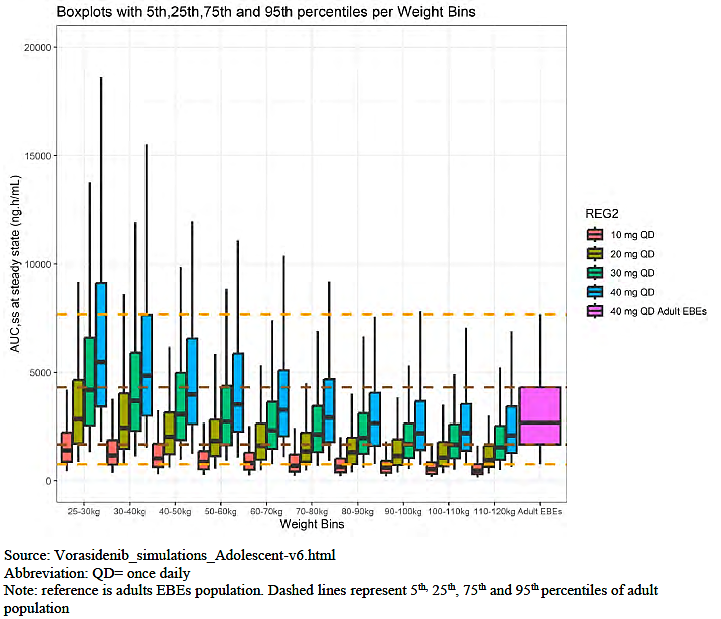 Boxplots with 5th,25th,75th and 95th percentiles per Weight Bins
AUC,ss at steady state (ng.h/mL)
20000
15000
10000
5000
0
25-30kg 30-40kg 40-50kg 50-60kg 60-70kg 70-80kg 80-90kg 90-100kg 100-110kg 110-120kg Adult EBEs
Weight Bins
REG2
10 mg QD
20 mg QD
30 mg QD
40 mg QD
40 mg QD Adult EBEs
Source: Vorasidenib_simulations_Adolescent-v6.html
Abbreviation: QD= once daily
Note: reference is adults EBEs population. Dashed lines represent 5th, 25th, 75th and 95th percentiles of adult
population